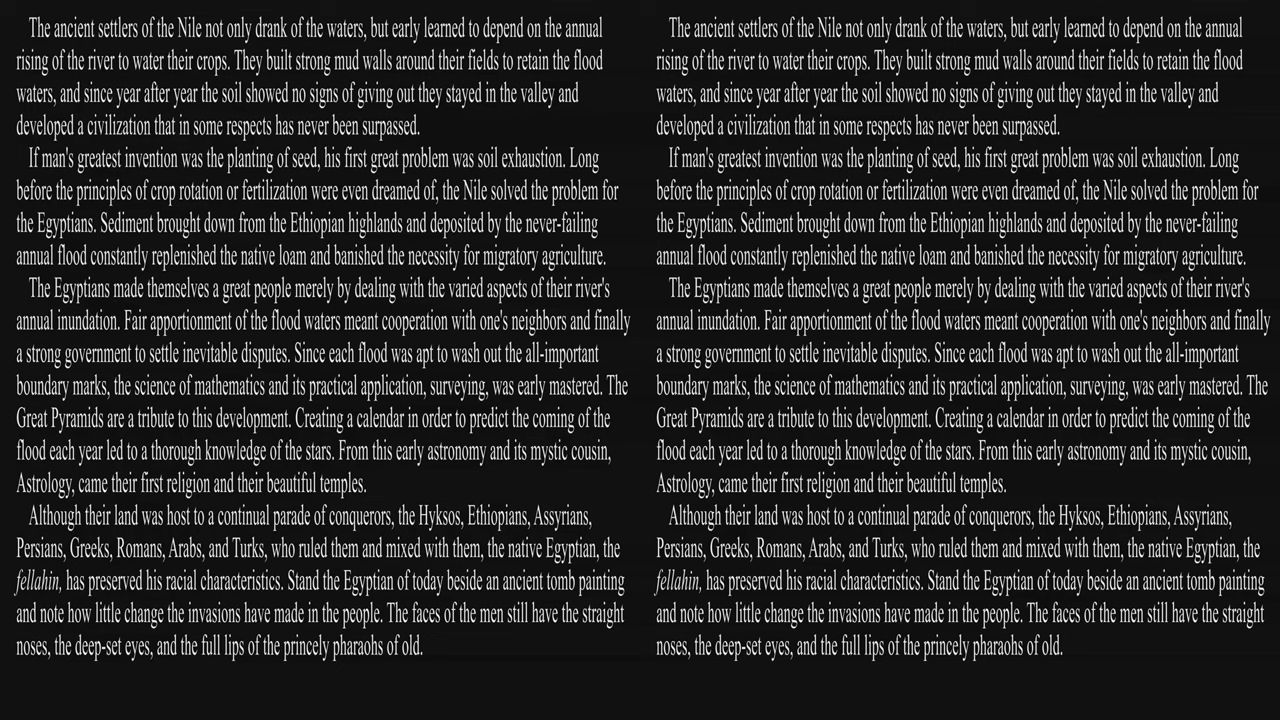 The ancient settlers of the Nile not only drank of the waters, but early learned to depend on the annual
rising of the river to water their crops. They built strong mud walls around their fields to retain the flood
waters, and since year after year the soil showed no signs of giving out they stayed in the valley and
developed a civilization that in some respects has never been surpassed.
If man's greatest invention was the planting of seed, his first great problem was soil exhaustion. Long
before the principles of crop rotation or fertilization were even dreamed of, the Nile solved the problem for
the Egyptians. Sediment brought down from the Ethiopian highlands and deposited by the never-failing
annual flood constantly replenished the native loam and banished the necessity for migratory agriculture.
The Egyptians made themselves a great people merely by dealing with the varied aspects of their river's
annual inundation. Fair apportionment of the flood waters meant cooperation with one's neighbors and finally
a strong government to settle inevitable disputes. Since each flood was apt to wash out the all-important
boundary marks, the science of mathematics and its practical application, surveying, was early mastered. The
Great Pyramids are a tribute to this development. Creating a calendar in order to predict the coming of the
flood each year led to a thorough knowledge of the stars. From this early astronomy and its mystic cousin,
Astrology, came their first religion and their beautiful temples.
Although their land was host to a continual parade of conquerors, the Hyksos, Ethiopians, Assyrians,
Persians, Greeks, Romans, Arabs, and Turks, who ruled them and mixed with them, the native Egyptian, the
fellahin, has preserved his racial characteristics. Stand the Egyptian of today beside an ancient tomb painting
and note how little change the invasions have made in the people. The faces of the men still have the straight
noses, the deep-set eyes, and the full lips of the princely pharaohs of old.
The ancient settlers of the Nile not only drank of the waters, but early learned to depend on the annual
rising of the river to water their crops. They built strong mud walls around their fields to retain the flood
waters, and since year after year the soil showed no signs of giving out they stayed in the valley and
developed a civilization that in some respects has never been surpassed.
If man's greatest invention was the planting of seed, his first great problem was soil exhaustion. Long
before the principles of crop rotation or fertilization were even dreamed of, the Nile solved the problem for
the Egyptians. Sediment brought down from the Ethiopian highlands and deposited by the never-failing
annual flood constantly replenished the native loam and banished the necessity for migratory agriculture.
The Egyptians made themselves a great people merely by dealing with the varied aspects of their river's
annual inundation. Fair apportionment of the flood waters meant cooperation with one's neighbors and finally
a strong government to settle inevitable disputes. Since each flood was apt to wash out the all-important
boundary marks, the science of mathematics and its practical application, surveying, was early mastered. The
Great Pyramids are a tribute to this development. Creating a calendar in order to predict the coming of the
flood each year led to a thorough knowledge of the stars. From this early astronomy and its mystic cousin,
Astrology, came their first religion and their beautiful temples.
Although their land was host to a continual parade of conquerors, the Hyksos, Ethiopians, Assyrians,
Persians, Greeks, Romans, Arabs, and Turks, who ruled them and mixed with them, the native Egyptian, the
fellahin, has preserved his racial characteristics. Stand the Egyptian of today beside an ancient tomb painting
and note how little change the invasions have made in the people. The faces of the men still have the straight
noses, the deep-set eyes, and the full lips of the princely pharaohs of old.